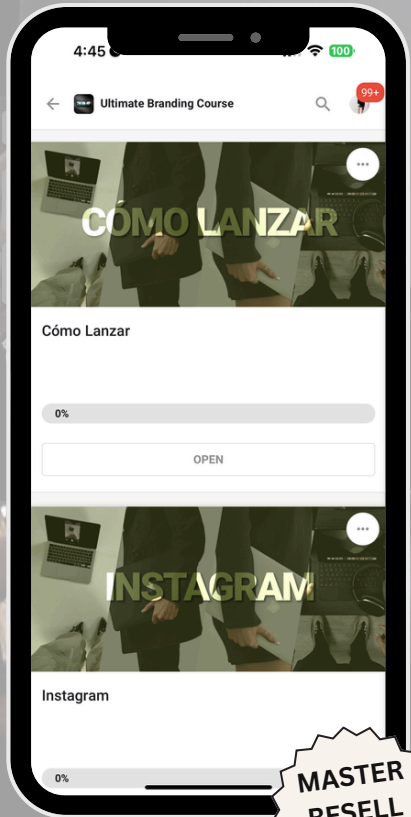 4:45
100
Ultimate Branding Course
99+
CÓMO LANZAR
Cómo Lanzar
0%
OPEN
INSTAGRAM
Instagram
0%
MASTER
RESELL